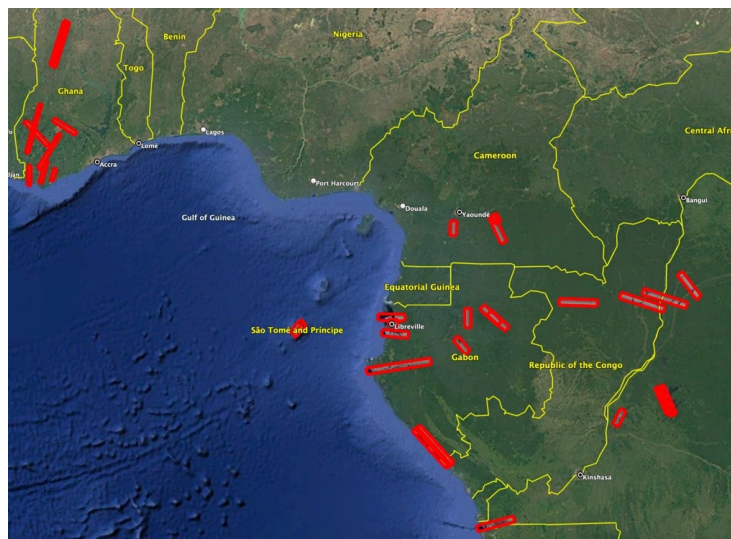 Benin
Nigeria
Togo
Ghana
Central Afri
Lagos
Lome
Accra
Cameroon
Port Harcourt
Bangui
Douala
Yaoundé
Gulf of Guinea
Equatorial Guinea
São Tomé and Príncipe
Libreville
Gabon
Republic of the Congo
Kinshasa